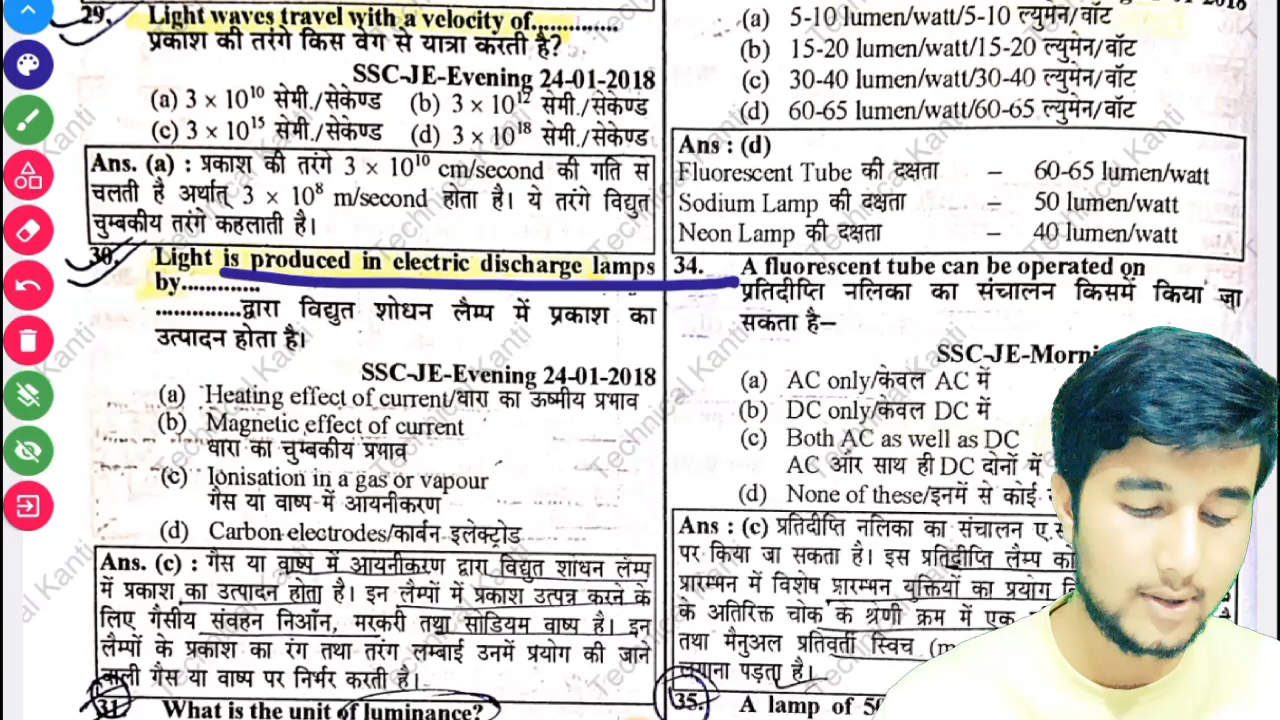 29. Light waves travel with a velocity of.............
प्रकाश की तरंगे किस वेग से यात्रा करती है?
SSC-JE-Evening 24-01-2018
(a) 3 × 10¹⁰ सेमी./सेकेण्ड (b) 3 × 10¹² सेमी./सेकेण्ड
(c) 3 × 10¹⁵ सेमी./सेकेण्ड (d) 3 × 10¹⁸ सेमी./सेकेण्ड
Ans. (a) : प्रकाश की तरंगे 3 × 10¹⁰ cm/second की गति से
चलती है अर्थात् 3 × 10⁸ m/second होता है। ये तरंगे विद्युत
चुम्बकीय तरंगे कहलाती है।
30. Light is produced in electric discharge lamps
by.............
..............द्वारा विद्युत शोधन लैम्प में प्रकाश का
उत्पादन होता है।
SSC-JE-Evening 24-01-2018
(a) Heating effect of current/धारा का ऊष्मीय प्रभाव
(b) Magnetic effect of current
धारा का चुम्बकीय प्रभाव
(c) Ionisation in a gas or vapour
गैस या वाष्प में आयनीकरण
(d) Carbon electrodes/कार्बन इलेक्ट्रोड
Ans. (c) : गैस या वाष्प में आयनीकरण द्वारा विद्युत शोधन लैम्प
में प्रकाश का उत्पादन होता है। इन लैम्पों में प्रकाश उत्पन्न करने के
लिए गैसीय संवहन निऑन, मरकरी तथा सोडियम वाष्प है। इन
लैम्पों के प्रकाश का रंग तथा तरंग लम्बाई उनमें प्रयोग की जाने
वाली गैस या वाष्प पर निर्भर करती है।
31. What is the unit of luminance?
(a) 5-10 lumen/watt/5-10 ल्युमेन/वॉट
(b) 15-20 lumen/watt/15-20 ल्युमेन/वॉट
(c) 30-40 lumen/watt/30-40 ल्युमेन/वॉट
(d) 60-65 lumen/watt/60-65 ल्युमेन/वॉट
Ans : (d)
Fluorescent Tube की दक्षता – 60-65 lumen/watt
Sodium Lamp की दक्षता – 50 lumen/watt
Neon Lamp की दक्षता – 40 lumen/watt
34. A fluorescent tube can be operated on
प्रतिदीप्ति नलिका का संचालन किसमें किया जा
सकता है–
SSC-JE-Morni
(a) AC only/केवल AC में
(b) DC only/केवल DC में
(c) Both AC as well as DC
AC और साथ ही DC दोनों में
(d) None of these/इनमें से कोई
Ans : (c) प्रतिदीप्ति नलिका का संचालन ए.
पर किया जा सकता है। इस प्रतिदीप्ति लैम्प को
प्रारम्भन में विशेष प्रारम्भन युक्तियों का प्रयोग
के अतिरिक्त चोक के श्रेणी क्रम में एक
तथा मैनुअल प्रतिवर्ती स्विच (m
लगाना पड़ता है।
35. A lamp of
Technical Kanti